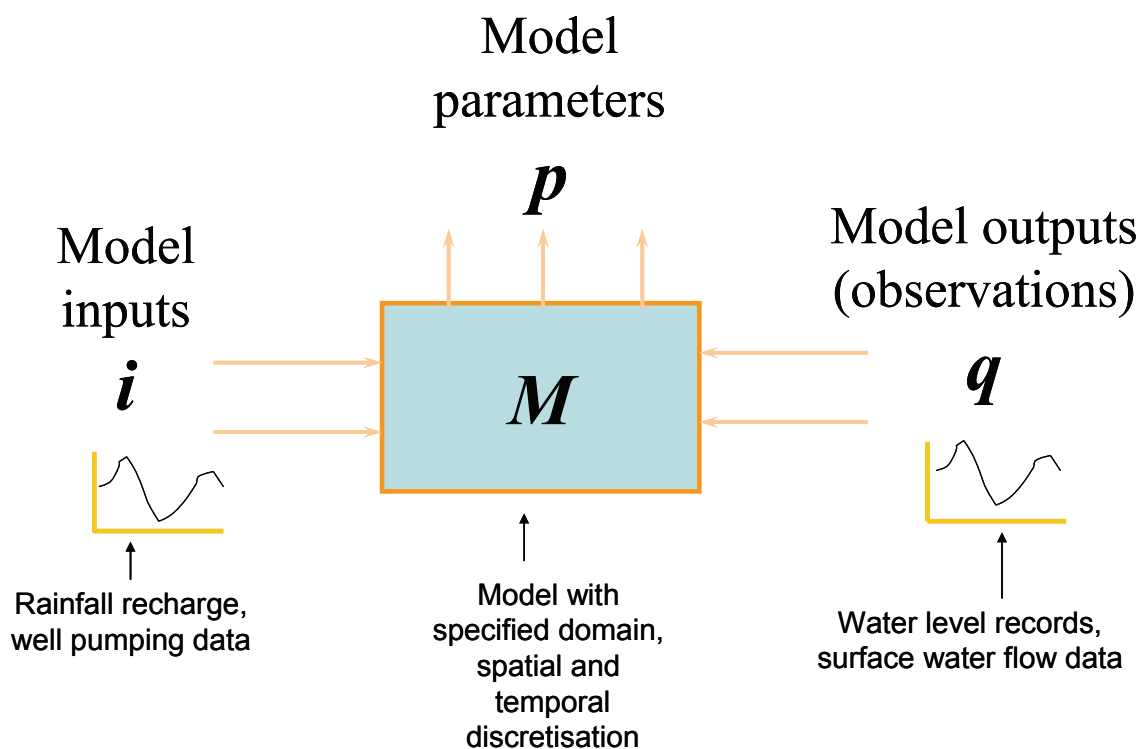 Model
parameters
p
Model
inputs
i
Model outputs
(observations)
q
M
Rainfall recharge,
well pumping data
Model with
specified domain,
spatial and
temporal
discretisation
Water level records,
surface water flow data